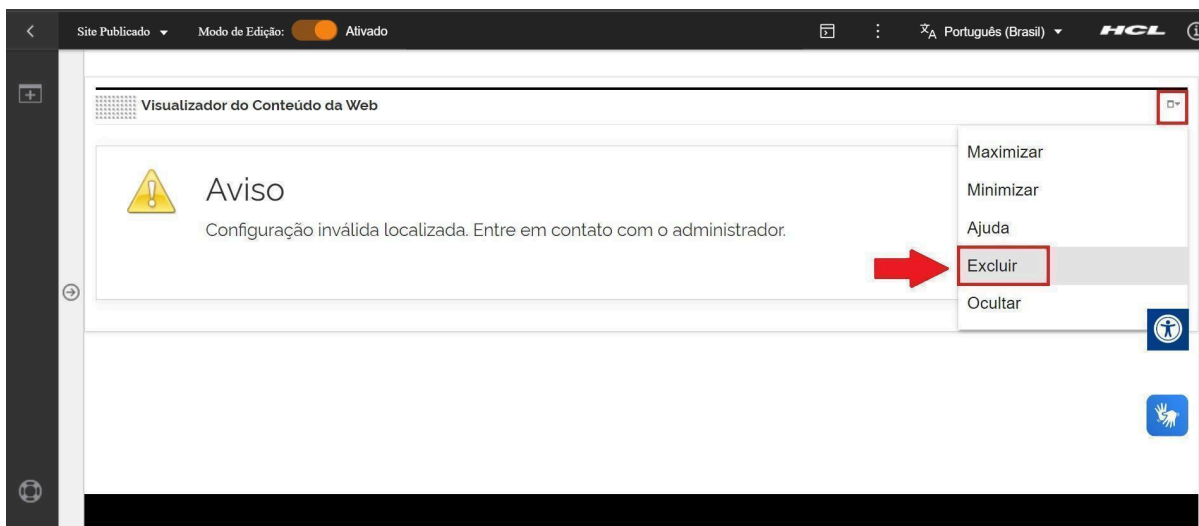 Site Publicado
Modo de Edição:
Ativado
Português (Brasil)
HCL
Visualizador do Conteúdo da Web
Maximizar
Minimizar
Ajuda
Excluir
Ocultar
Aviso
Configuração inválida localizada. Entre em contato com o administrador.